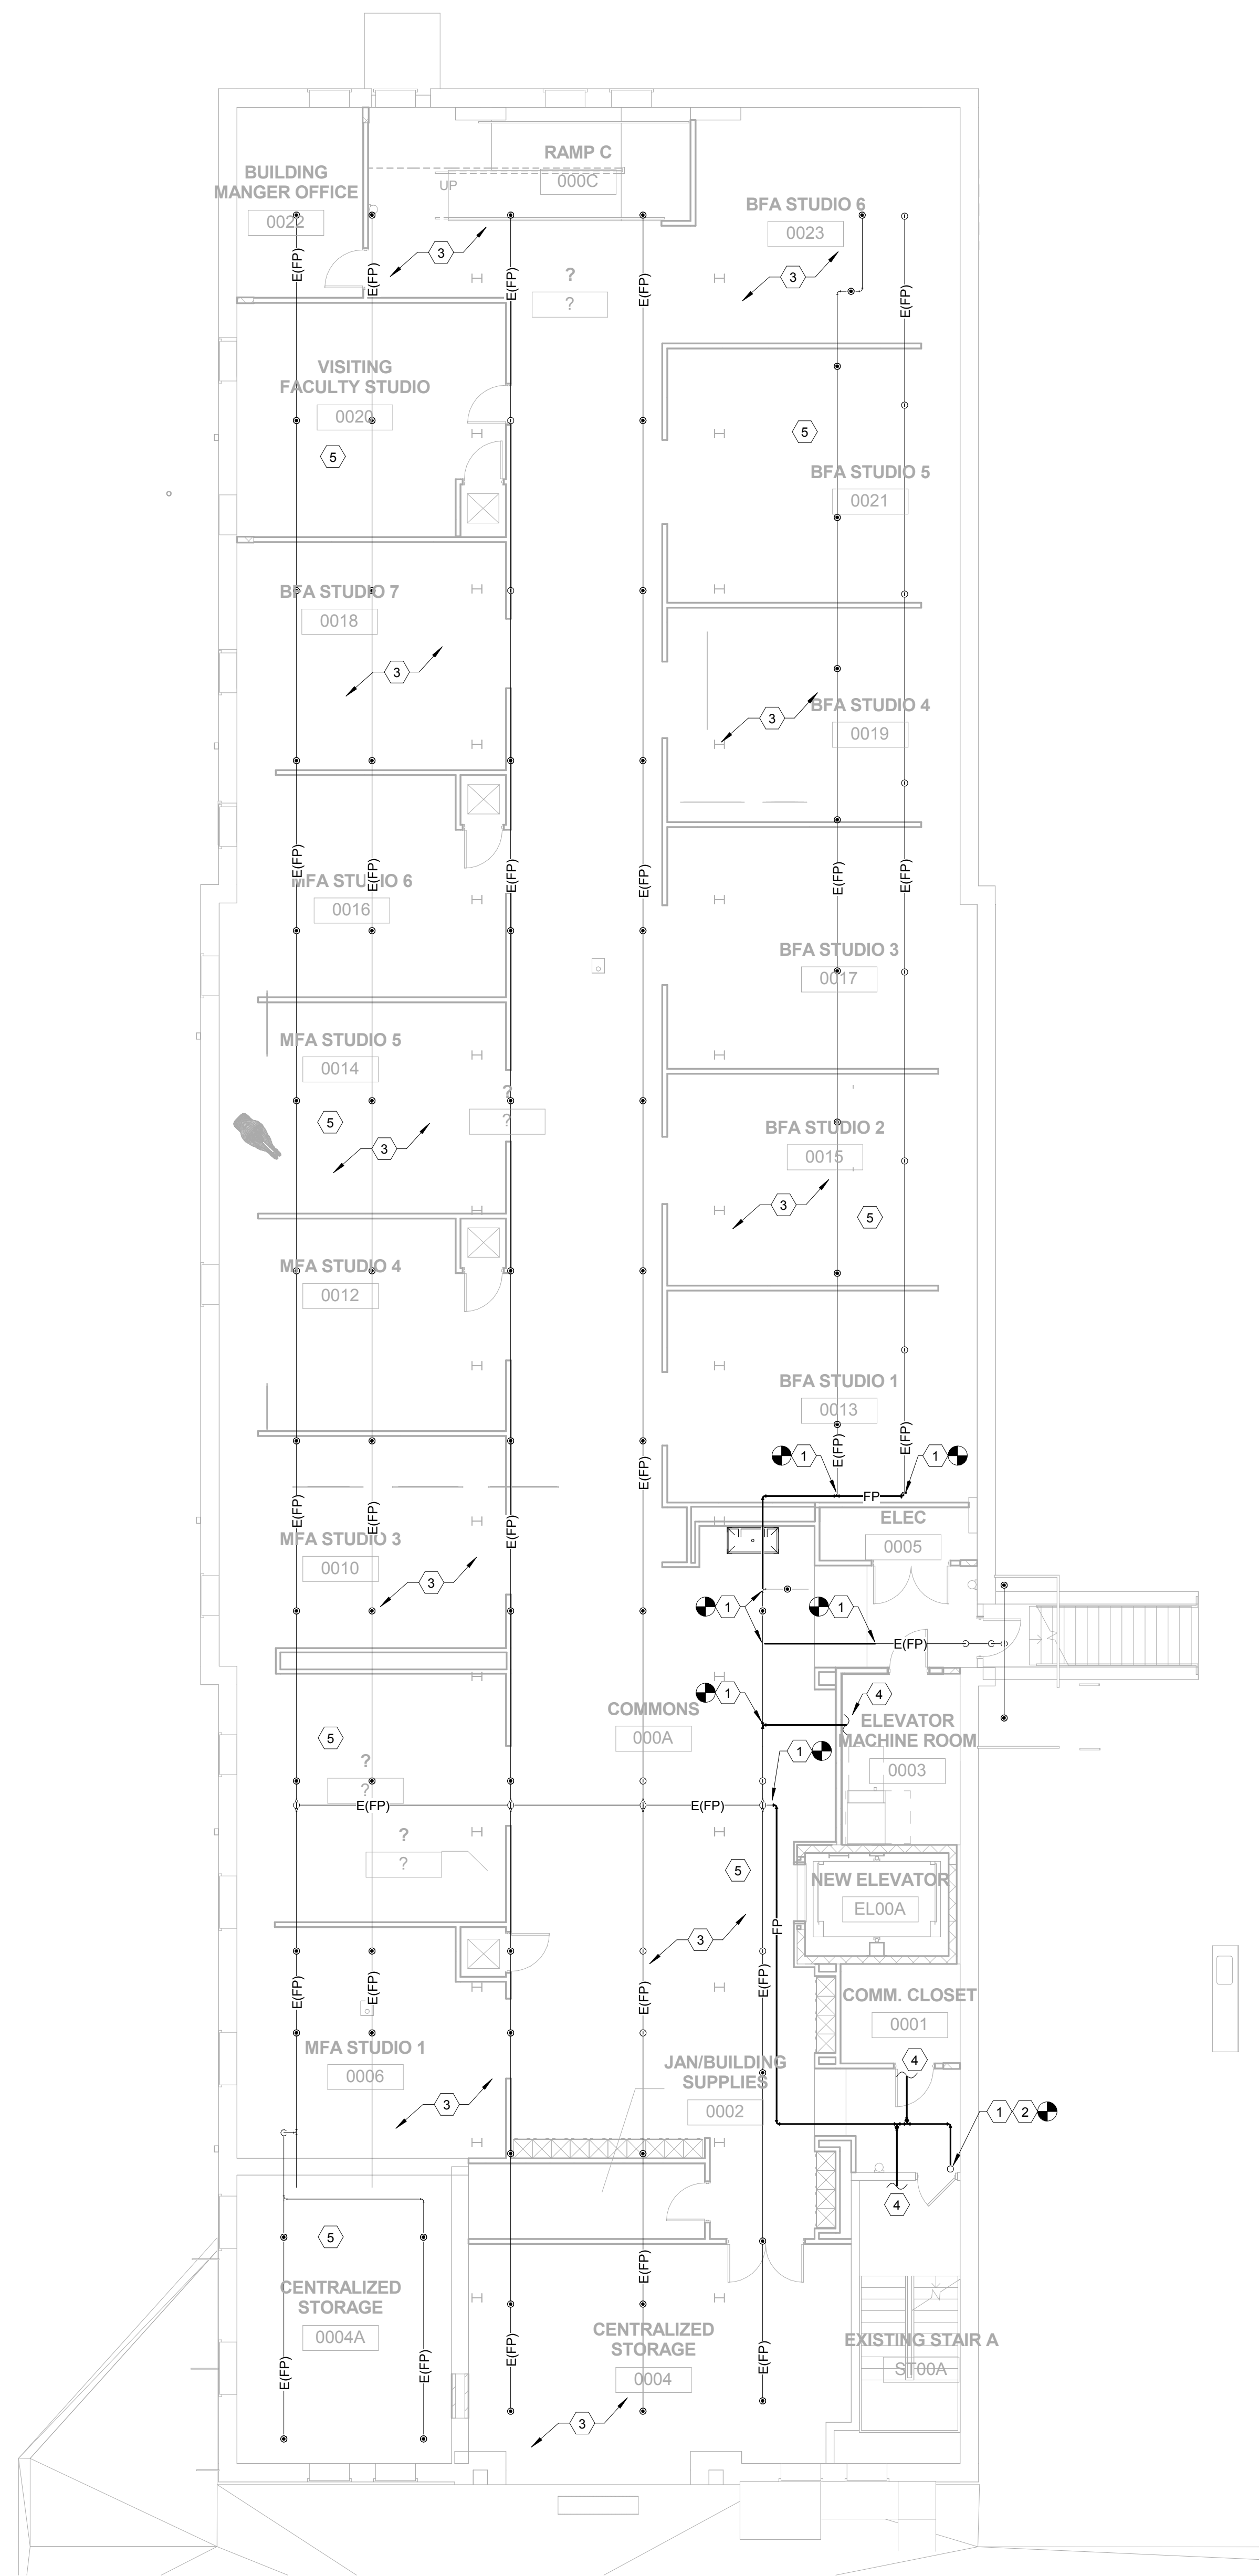 RAMP C
000C
UP
BUILDING
MANGER OFFICE
0022
BFA STUDIO 6
0023
3
3
E(FP)
E(FP)
E(FP)
E(FP)
E(FP)
?
?
VISITING
FACULTY STUDIO
0020
5
5
BFA STUDIO 5
0021
BFA STUDIO 7
0018
3
BFA STUDIO 4
0019
3
E(FP)
E(FP)
E(FP)
E(FP)
E(FP)
E(FP)
MFA STUDIO 6
0016
BFA STUDIO 3
0017
MFA STUDIO 5
0014
?
?
5
3
BFA STUDIO 2
0015
3
5
MFA STUDIO 4
0012
BFA STUDIO 1
0013
E(FP)
E(FP)
1
1
E(FP)
E(FP)
E(FP)
E(FP)
FP
ELEC
0005
MFA STUDIO 3
0010
3
1
1
E(FP)
1
4
COMMONS
000A
ELEVATOR
MACHINE ROOM
0003
5
?
?
1
E(FP)
E(FP)
?
?
5
NEW ELEVATOR
EL00A
FP
3
E(FP)
E(FP)
E(FP)
E(FP)
COMM. CLOSET
0001
MFA STUDIO 1
0006
JAN/BUILDING
SUPPLIES
0002
4
3
1
2
4
5
E(FP)
CENTRALIZED
STORAGE
0004A
CENTRALIZED
STORAGE
0004
EXISTING STAIR A
ST00A
E(FP)
E(FP)
E(FP)
E(FP)
3